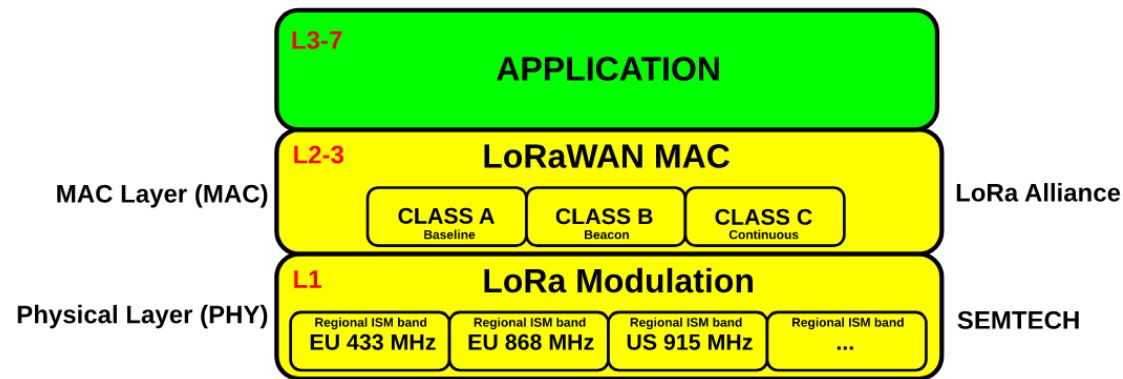 L3-7
APPLICATION
L2-3
LoRaWAN MAC
MAC Layer (MAC)
CLASS A
Baseline
CLASS B
Beacon
CLASS C
Continuous
LoRa Alliance
L1
LoRa Modulation
Physical Layer (PHY)
Regional ISM band
EU 433 MHz
Regional ISM band
EU 868 MHz
Regional ISM band
US 915 MHz
Regional ISM band
...
SEMTECH